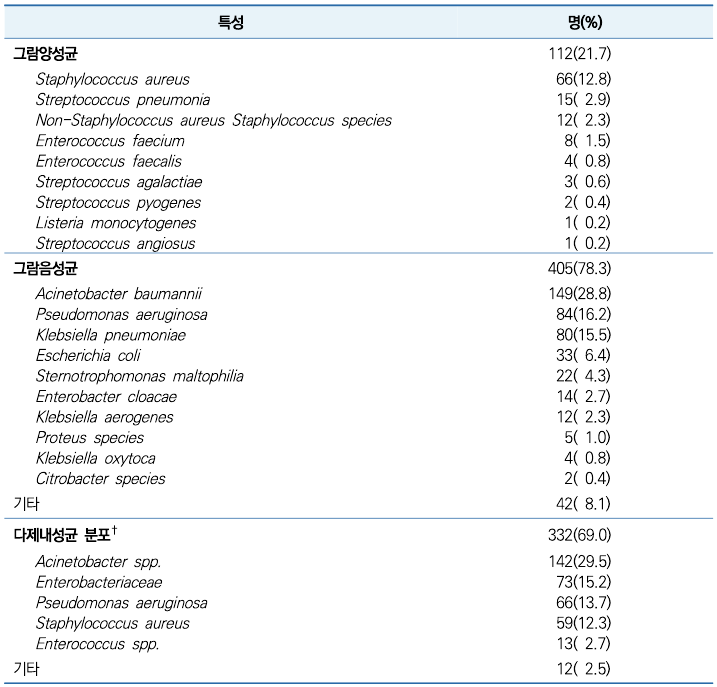 특성 명(%)
그람양성균 112(21.7)
Staphylococcus aureus 66(12.8)
Streptococcus pneumonia 15( 2.9)
Non-Staphylococcus aureus Staphylococcus species 12( 2.3)
Enterococcus faecium 8( 1.5)
Enterococcus faecalis 4( 0.8)
Streptococcus agalactiae 3( 0.6)
Streptococcus pyogenes 2( 0.4)
Listeria monocytogenes 1( 0.2)
Streptococcus angiosus 1( 0.2)
그람음성균 405(78.3)
Acinetobacter baumannii 149(28.8)
Pseudomonas aeruginosa 84(16.2)
Klebsiella pneumoniae 80(15.5)
Escherichia coli 33( 6.4)
Sternotrophomonas maltophilia 22( 4.3)
Enterobacter cloacae 14( 2.7)
Klebsiella aerogenes 12( 2.3)
Proteus species 5( 1.0)
Klebsiella oxytoca 4( 0.8)
Citrobacter species 2( 0.4)
기타 42( 8.1)
다제내성균 분포† 332(69.0)
Acinetobacter spp. 142(29.5)
Enterobacteriaceae 73(15.2)
Pseudomonas aeruginosa 66(13.7)
Staphylococcus aureus 59(12.3)
Enterococcus spp. 13( 2.7)
기타 12( 2.5)